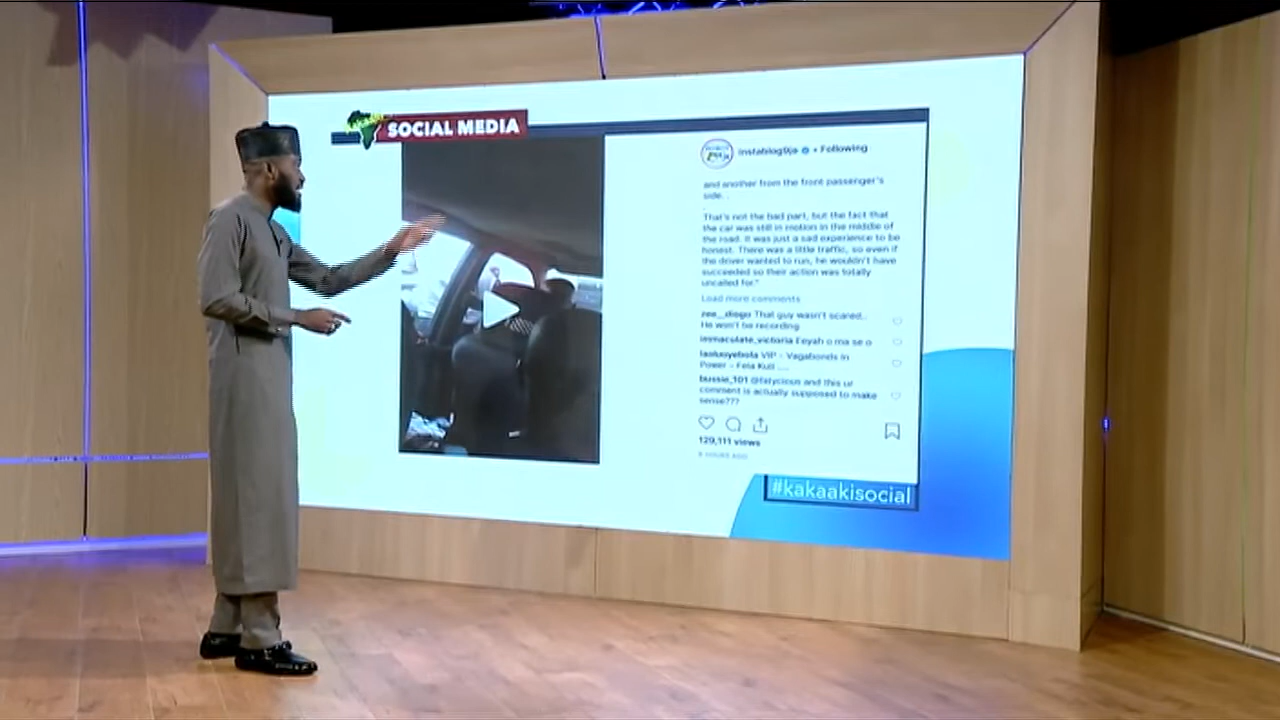 kakaaki
SOCIAL MEDIA
instablog9ja • Following
and another from the front passenger's
side. .
.
That's not the bad part, but the fact that
the car was still in motion in the middle of
the road. It was just a sad experience to be
honest. There was a little traffic, so even if
the driver wanted to run, he wouldn't have
succeeded so their action was totally
uncalled for."
Load more comments
zee__diogo That guy wasn't scared..
He won't be recording
immaculate_victoria Eeyah o ma se o
laoluoyebola VIP - Vagabonds in
Power - Fela Kuti ....
bussie_101 @fatycious and this ur
comment is actually supposed to make
sense???
129,111 views
HOURS AGO
#kakaakisocial